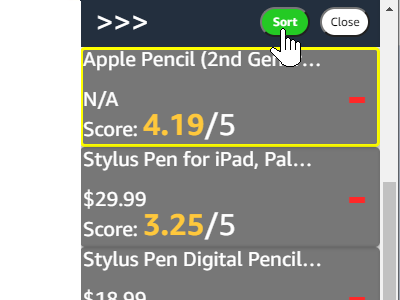 >>>
Sort
Close
Apple Pencil (2nd Gen
N/A
Score: 4.19/5
Stylus Pen for iPad, Pal…
$29.99
Score: 3.25/5
Stylus Pen Digital Pencil…
$18.99